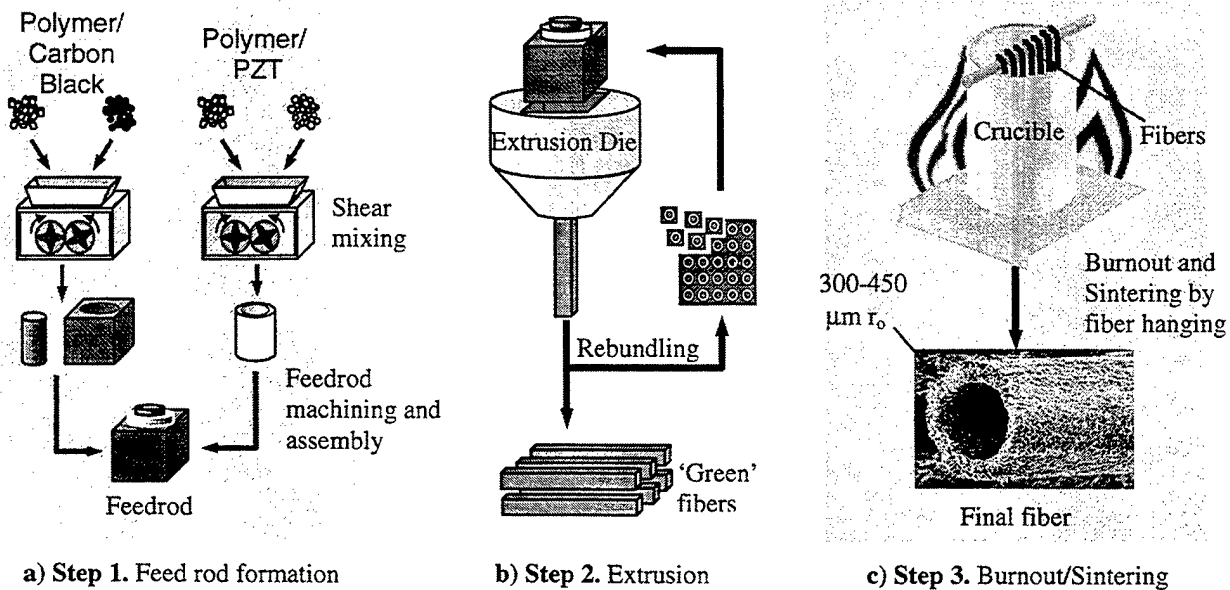 Polymer/
Carbon
Black
Polymer/
PZT
Shear
mixing
Feedrod
machining and
assembly
Feedrod
a) Step 1. Feed rod formation
Extrusion Die
Rebundling
‘Green’
fibers
b) Step 2. Extrusion
Crucible
Fibers
300-450
μm rₒ
Burnout and
Sintering by
fiber hanging
Final fiber
c) Step 3. Burnout/Sintering